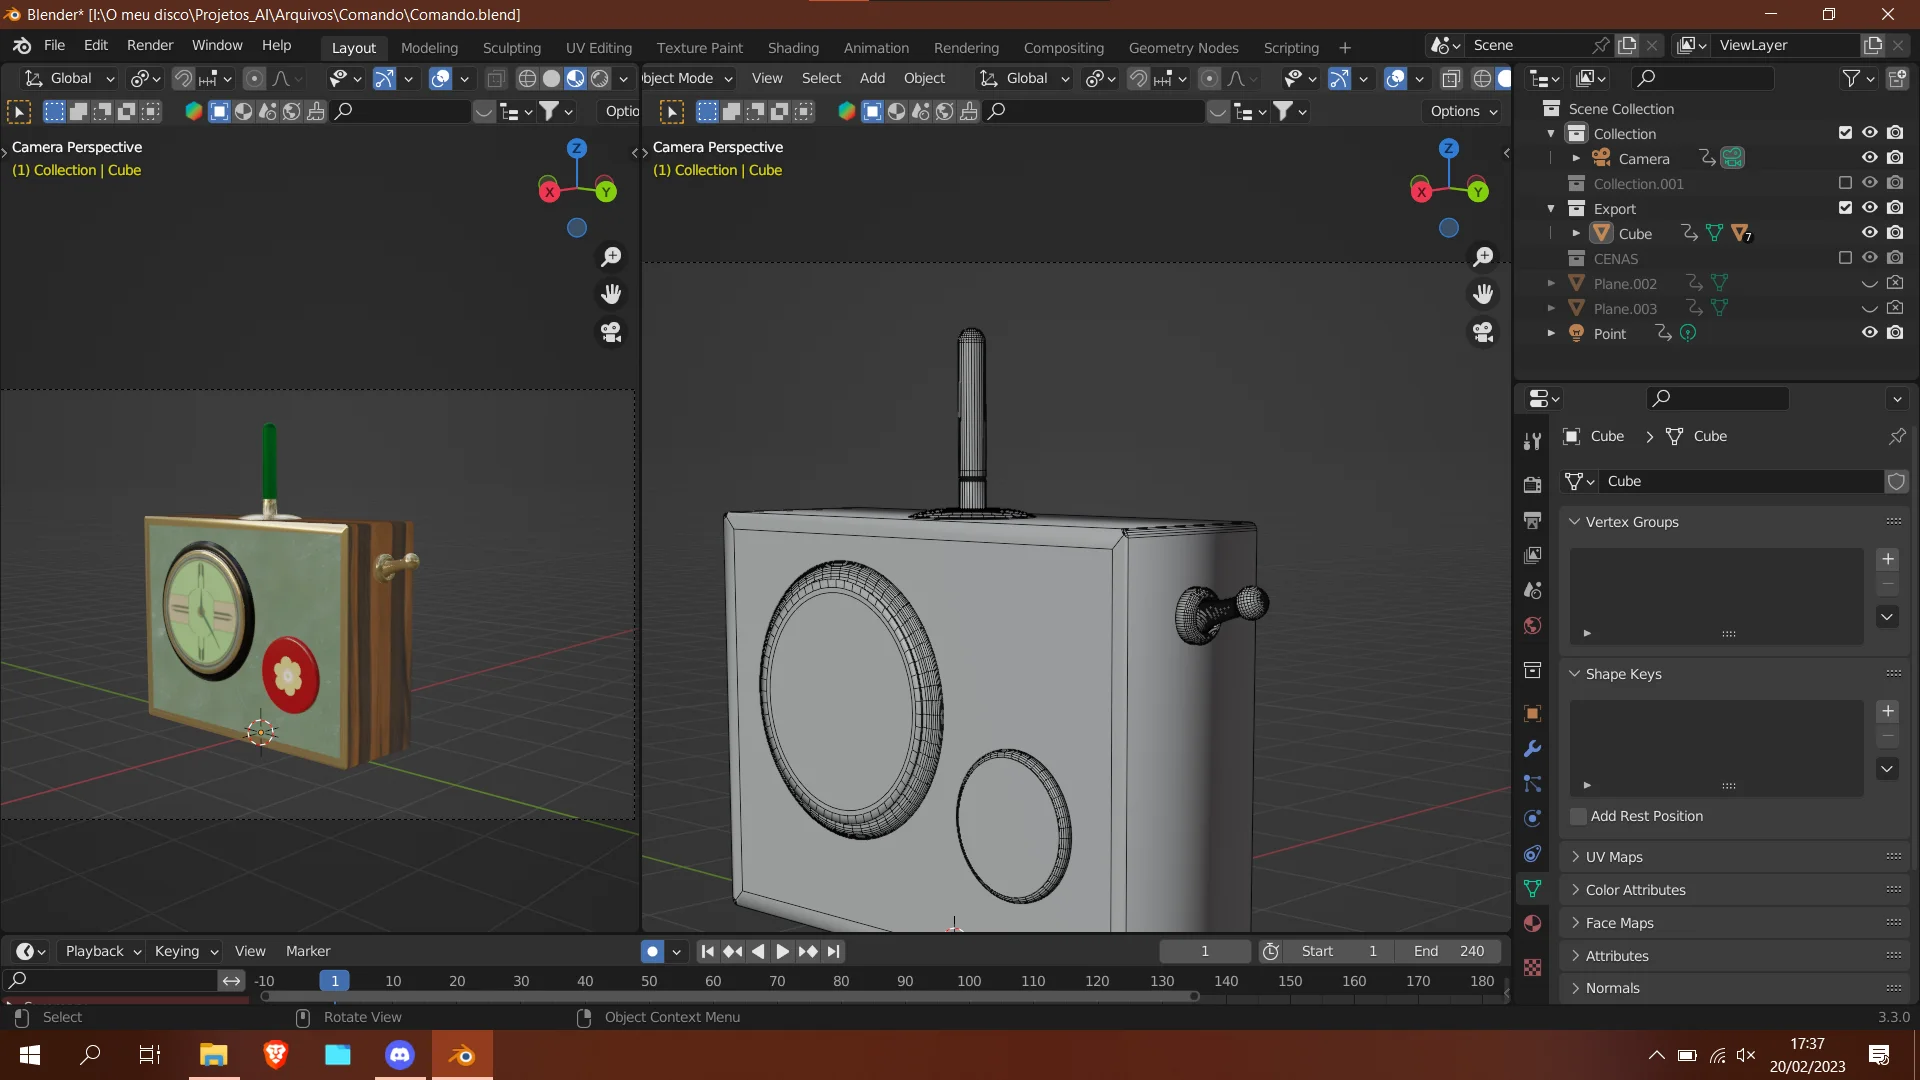 Blender* [I:\O meu disco\Projetos_AI\Arquivos\Comando\Comando.blend]
File Edit Render Window Help
Layout Modeling Sculpting UV Editing Texture Paint Shading Animation Rendering Compositing Geometry Nodes Scripting +
Scene
ViewLayer
Global
bject Mode View Select Add Object Global
Optio
Options
Camera Perspective
(1) Collection | Cube
Z
X
Y
Camera Perspective
(1) Collection | Cube
Z
X
Y
Scene Collection
Collection
Camera
Collection.001
Export
Cube
7
CENAS
Plane.002
Plane.003
Point
Cube > Cube
Cube
Vertex Groups
Shape Keys
Add Rest Position
UV Maps
Color Attributes
Face Maps
Attributes
Normals
Playback Keying View Marker
1
Start 1
End 240
-10 1 10 20 30 40 50 60 70 80 90 100 110 120 130 140 150 160 170 180
Select
Rotate View
Object Context Menu
3.3.0
17:37
20/02/2023